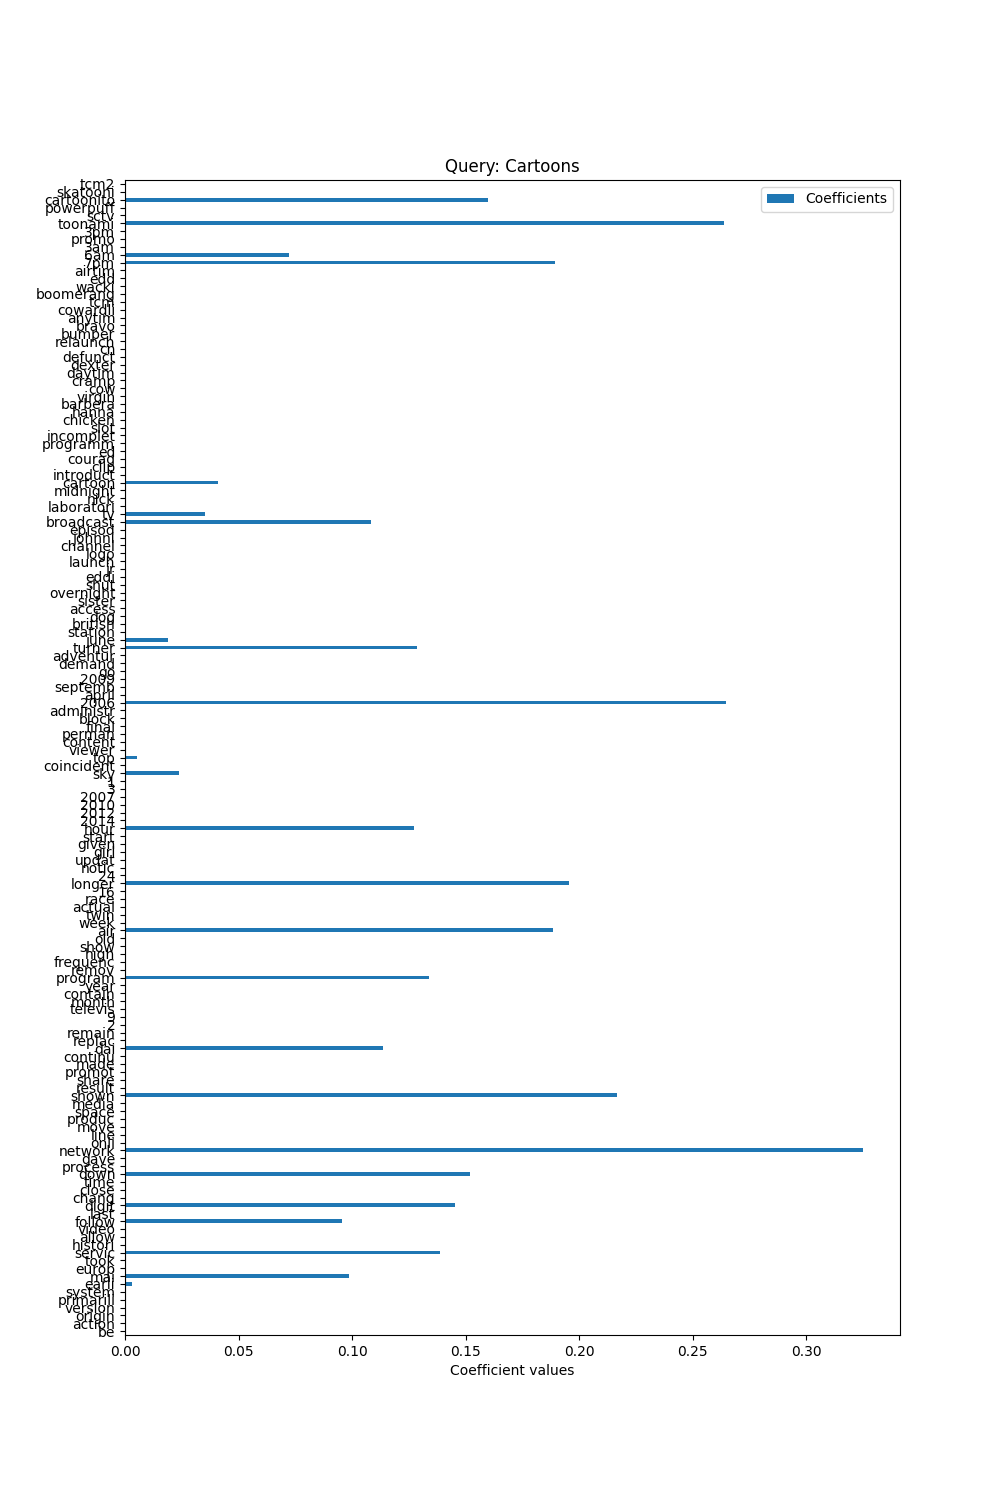 Query: Cartoons
Coefficients
tcm2
skatooni
cartoonito
powerpuff
sctv
toonami
3pm
promo
3am
6am
7pm
airtim
edd
wacki
boomerang
tcm
cowardli
anytim
bravo
bumper
relaunch
cn
defunct
dexter
daytim
cramp
cow
virgin
barbera
hanna
chicken
slot
incomplet
programm
ed
courag
clip
introduct
cartoon
midnight
nick
laboratori
tv
broadcast
episod
johnni
channel
logo
launch
jr
eddi
shut
overnight
sister
access
dog
british
station
june
turner
adventur
demand
go
2009
septemb
april
2006
administr
block
final
perman
content
viewer
top
coincident
sky
1
3
2007
2010
2012
2014
hour
start
given
girl
updat
notic
24
longer
16
race
actual
twin
week
air
old
show
high
frequenc
remov
program
year
contain
month
televis
9
2
remain
replac
dai
continu
made
promot
share
result
shown
media
space
produc
move
line
onli
network
gave
process
down
time
close
chang
digit
last
follow
video
allow
histori
servic
took
europ
mai
earli
system
primarili
version
origin
action
be
0.00 0.05 0.10 0.15 0.20 0.25 0.30
Coefficient values